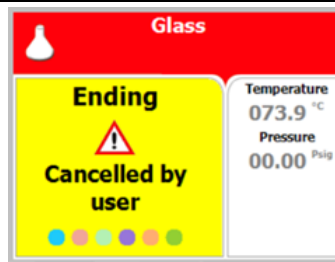 Glass
Ending
Cancelled by
user
Temperature
073.9 °C
Pressure
00.00 Psig